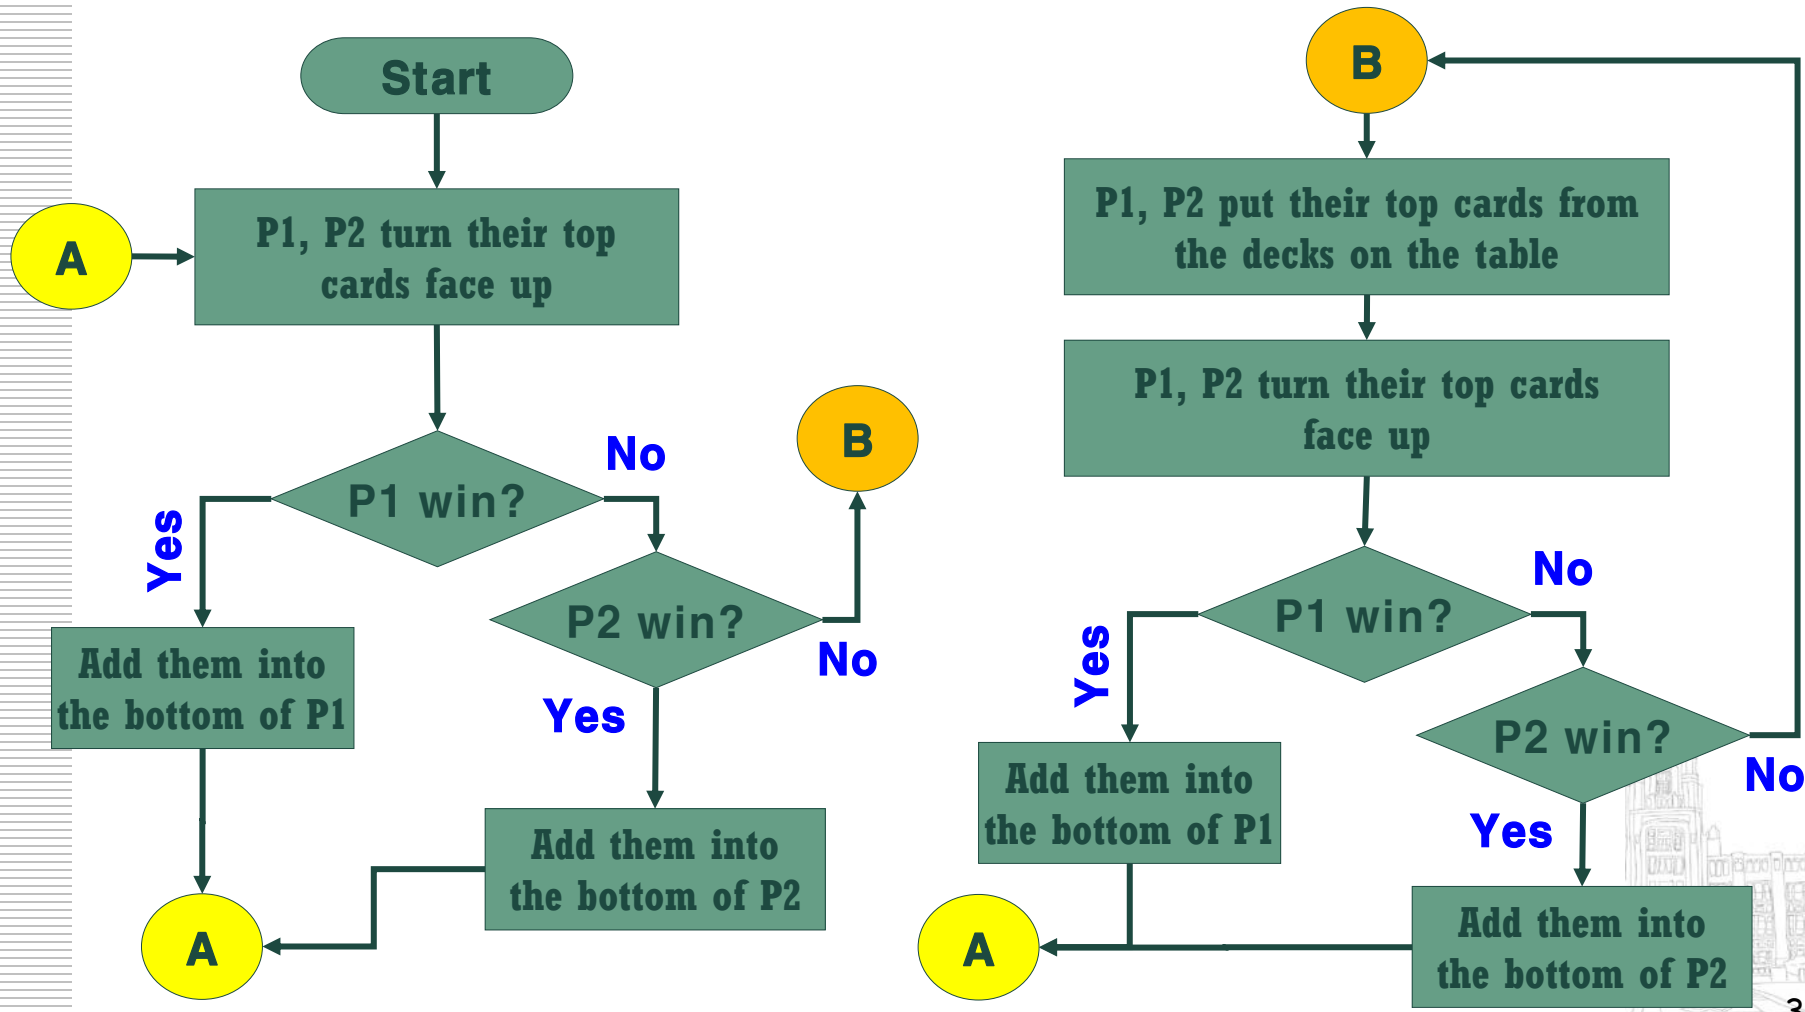 Start
A
P1, P2 turn their top
cards face up
P1 win?
Yes
No
P2 win?
No
B
Yes
Add them into
the bottom of P1
Add them into
the bottom of P2
A
B
P1, P2 put their top cards from
the decks on the table
P1, P2 turn their top cards
face up
P1 win?
Yes
No
P2 win?
No
Yes
Add them into
the bottom of P1
Add them into
the bottom of P2
A